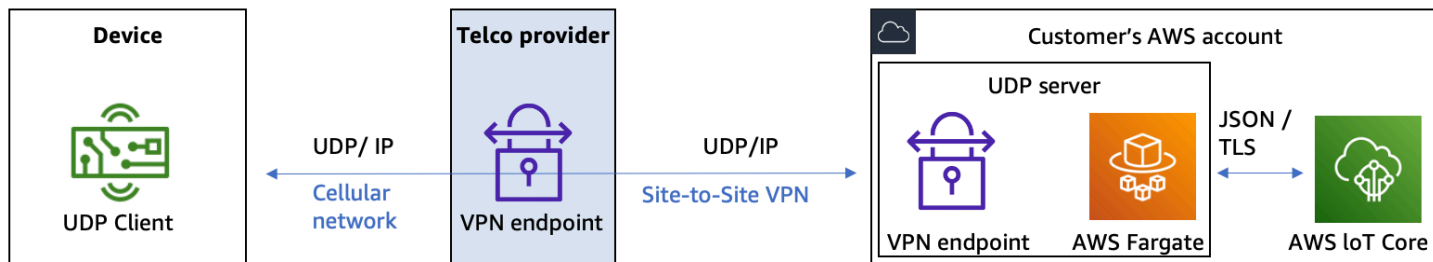 Device
UDP Client
UDP/ IP
Cellular
network
Telco provider
VPN endpoint
UDP/IP
Site-to-Site VPN
Customer's AWS account
UDP server
VPN endpoint
AWS Fargate
JSON /
TLS
AWS IoT Core